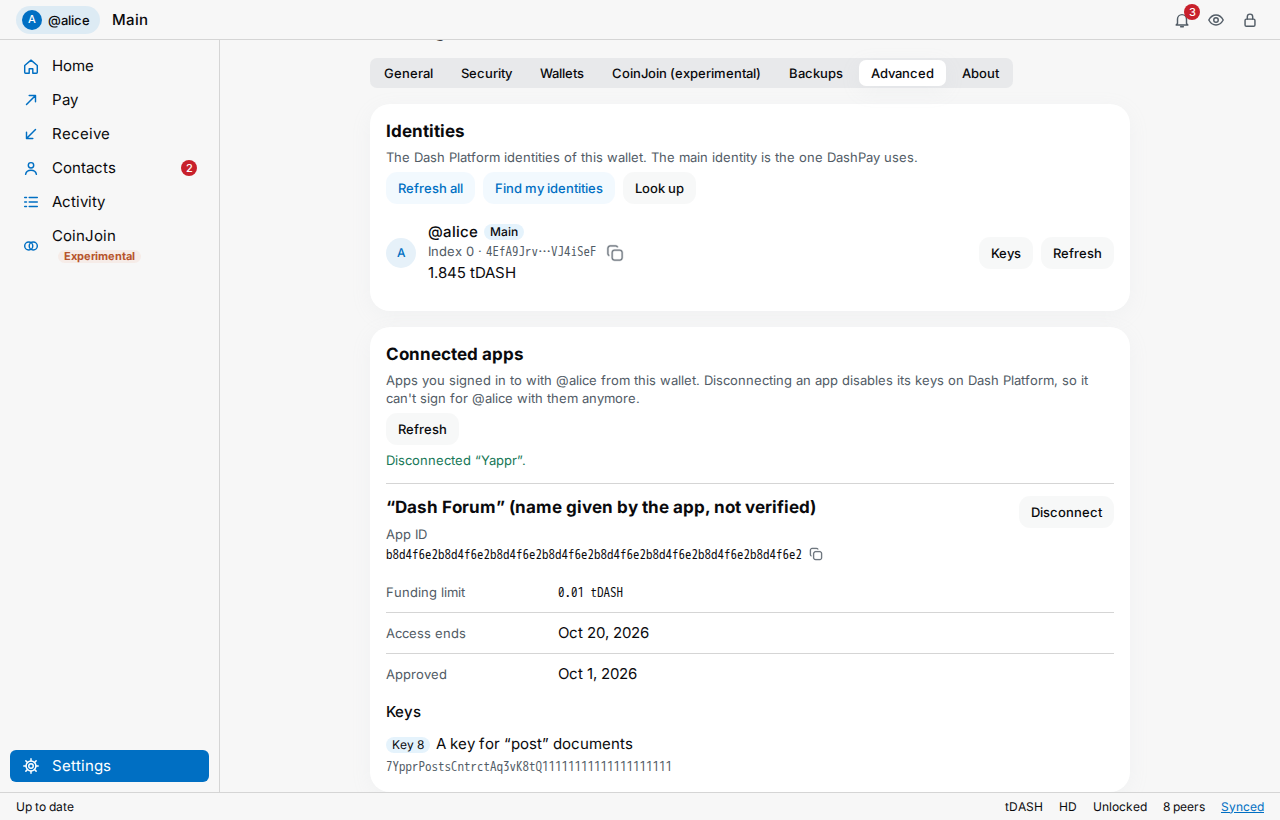 A @alice Main 3
Home
Pay
Receive
Contacts 2
Activity
CoinJoin
Experimental
Settings
General Security Wallets CoinJoin (experimental) Backups Advanced About
Identities
The Dash Platform identities of this wallet. The main identity is the one DashPay uses.
Refresh all Find my identities Look up
A
@alice Main
Index 0 · 4EfA9Jrv···VJ4iSeF
1.845 tDASH
Keys Refresh
Connected apps
Apps you signed in to with @alice from this wallet. Disconnecting an app disables its keys on Dash Platform, so it
can't sign for @alice with them anymore.
Refresh
Disconnected “Yappr”.
“Dash Forum” (name given by the app, not verified)
Disconnect
App ID
b8d4f6e2b8d4f6e2b8d4f6e2b8d4f6e2b8d4f6e2b8d4f6e2b8d4f6e2b8d4f6e2
Funding limit 0.01 tDASH
Access ends Oct 20, 2026
Approved Oct 1, 2026
Keys
Key 8 A key for “post” documents
Up to date tDASH HD Unlocked 8 peers Synced